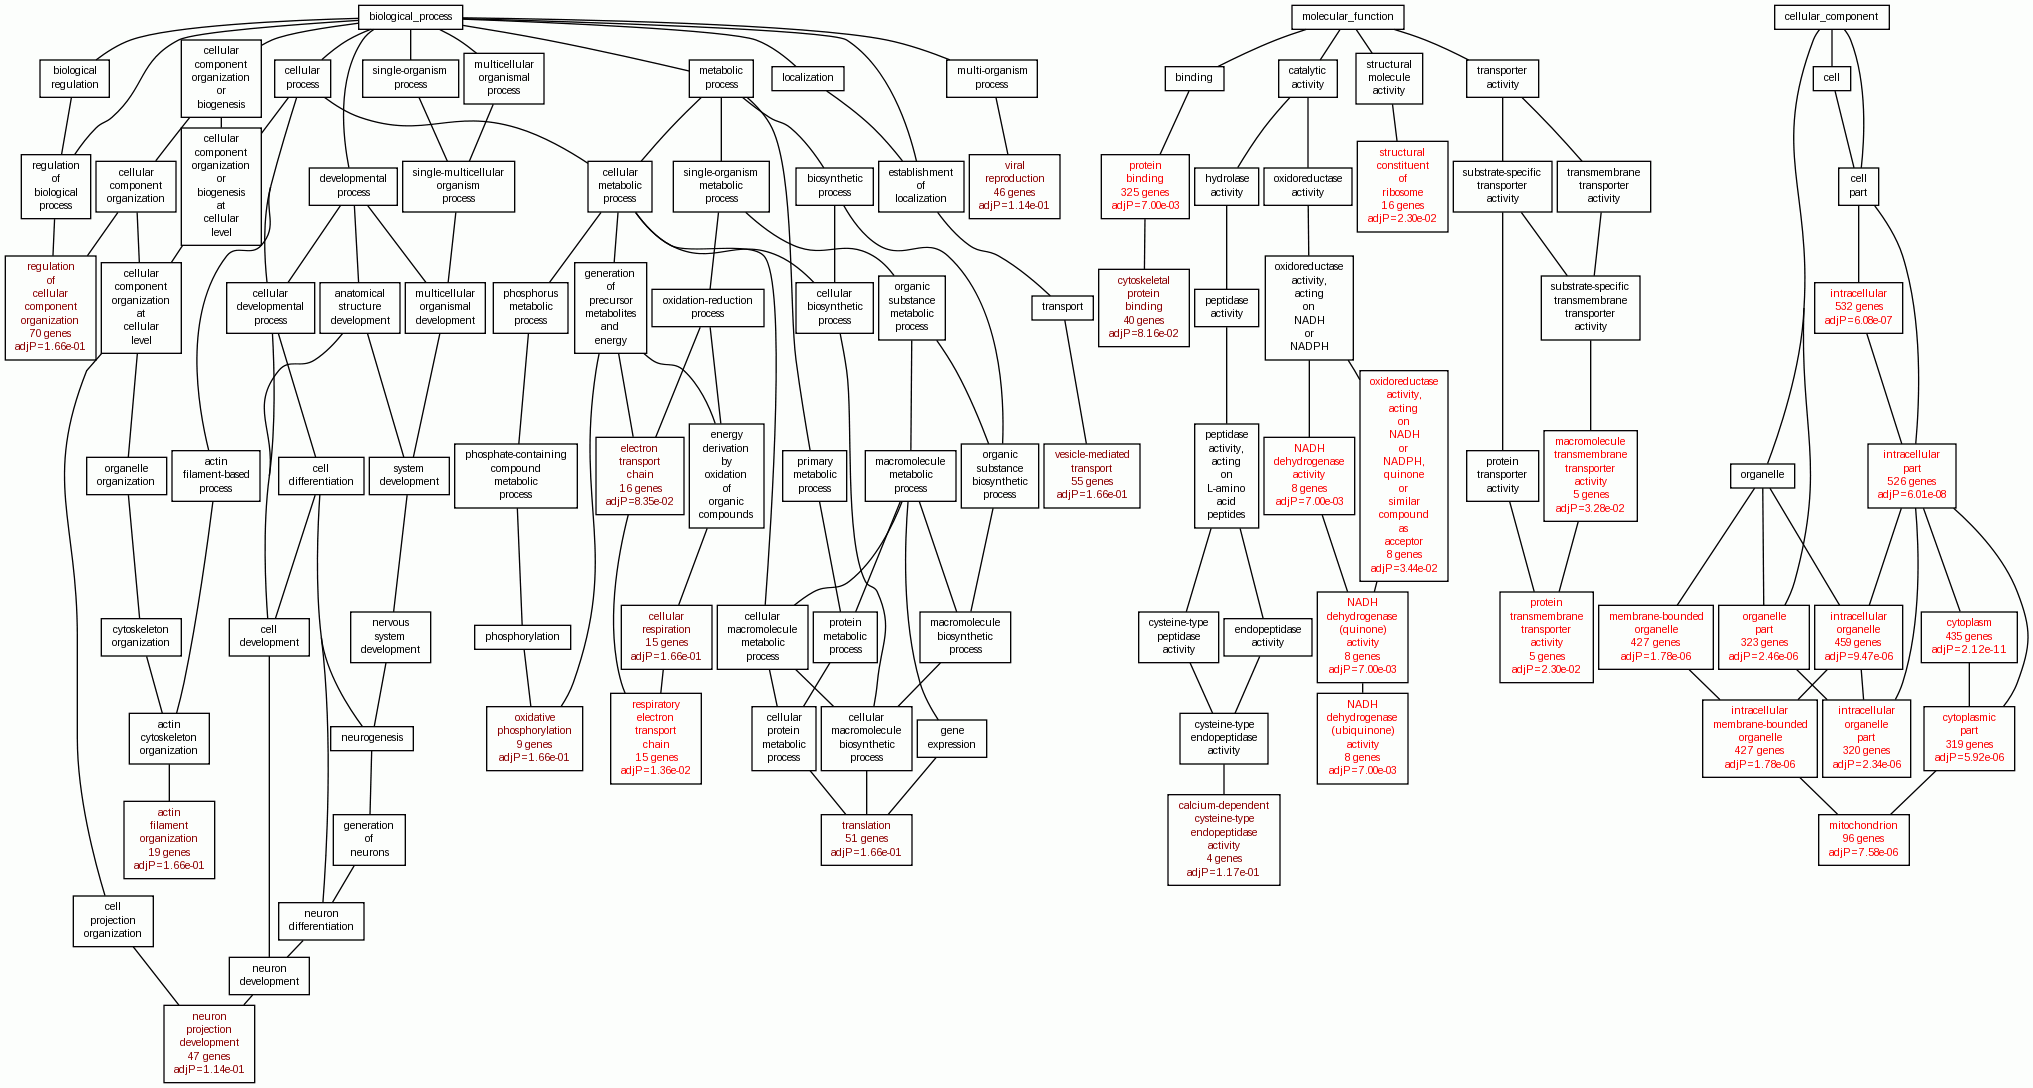 biological_process
molecular_function
cellular_component
biological
regulation
cellular
component
organization
or
biogenesis
cellular
process
single-organism
process
multicellular
organismal
process
metabolic
process
localization
multi-organism
process
binding
catalytic
activity
structural
molecule
activity
transporter
activity
cell
regulation
of
biological
process
cellular
component
organization
cellular
component
organization
or
biogenesis
at
cellular
level
developmental
process
single-multicellular
organism
process
cellular
metabolic
process
single-organism
metabolic
process
biosynthetic
process
establishment
of
localization
viral
reproduction
46 genes
adjP=1.14e-01
protein
binding
325 genes
adjP=7.00e-03
hydrolase
activity
oxidoreductase
activity
structural
constituent
of
ribosome
16 genes
adjP=2.30e-02
substrate-specific
transporter
activity
transmembrane
transporter
activity
cell
part
regulation
of
cellular
component
organization
70 genes
adjP=1.66e-01
cellular
component
organization
at
cellular
level
cellular
developmental
process
anatomical
structure
development
multicellular
organismal
development
phosphorus
metabolic
process
generation
of
precursor
metabolites
and
energy
oxidation-reduction
process
cellular
biosynthetic
process
organic
substance
metabolic
process
transport
cytoskeletal
protein
binding
40 genes
adjP=8.16e-02
peptidase
activity
oxidoreductase
activity,
acting
on
NADH
or
NADPH
substrate-specific
transmembrane
transporter
activity
intracellular
532 genes
adjP=6.08e-07
organelle
organization
actin
filament-based
process
cell
differentiation
system
development
phosphate-containing
compound
metabolic
process
electron
transport
chain
16 genes
adjP=8.35e-02
energy
derivation
by
oxidation
of
organic
compounds
primary
metabolic
process
macromolecule
metabolic
process
organic
substance
biosynthetic
process
vesicle-mediated
transport
55 genes
adjP=1.66e-01
peptidase
activity,
acting
on
L-amino
acid
peptides
NADH
dehydrogenase
activity
8 genes
adjP=7.00e-03
oxidoreductase
activity,
acting
on
NADH
or
NADPH,
quinone
or
similar
compound
as
acceptor
8 genes
adjP=3.44e-02
protein
transporter
activity
macromolecule
transmembrane
transporter
activity
5 genes
adjP=3.28e-02
organelle
intracellular
part
526 genes
adjP=6.01e-08
cytoskeleton
organization
cell
development
nervous
system
development
phosphorylation
cellular
respiration
15 genes
adjP=1.66e-01
cellular
macromolecule
metabolic
process
protein
metabolic
process
macromolecule
biosynthetic
process
cysteine-type
peptidase
activity
endopeptidase
activity
NADH
dehydrogenase
(quinone)
activity
8 genes
adjP=7.00e-03
protein
transmembrane
transporter
activity
5 genes
adjP=2.30e-02
membrane-bounded
organelle
427 genes
adjP=1.78e-06
organelle
part
323 genes
adjP=2.46e-06
intracellular
organelle
459 genes
adjP=9.47e-06
cytoplasm
435 genes
adjP=2.12e-11
actin
cytoskeleton
organization
neurogenesis
oxidative
phosphorylation
9 genes
adjP=1.66e-01
respiratory
electron
transport
chain
15 genes
adjP=1.36e-02
cellular
protein
metabolic
process
cellular
macromolecule
biosynthetic
process
gene
expression
cysteine-type
endopeptidase
activity
NADH
dehydrogenase
(ubiquinone)
activity
8 genes
adjP=7.00e-03
intracellular
membrane-bounded
organelle
427 genes
adjP=1.78e-06
intracellular
organelle
part
320 genes
adjP=2.34e-06
cytoplasmic
part
319 genes
adjP=5.92e-06
actin
filament
organization
19 genes
adjP=1.66e-01
generation
of
neurons
translation
51 genes
adjP=1.66e-01
calcium-dependent
cysteine-type
endopeptidase
activity
4 genes
adjP=1.17e-01
mitochondrion
96 genes
adjP=7.58e-06
cell
projection
organization
neuron
differentiation
neuron
development
neuron
projection
development
47 genes
adjP=1.14e-01